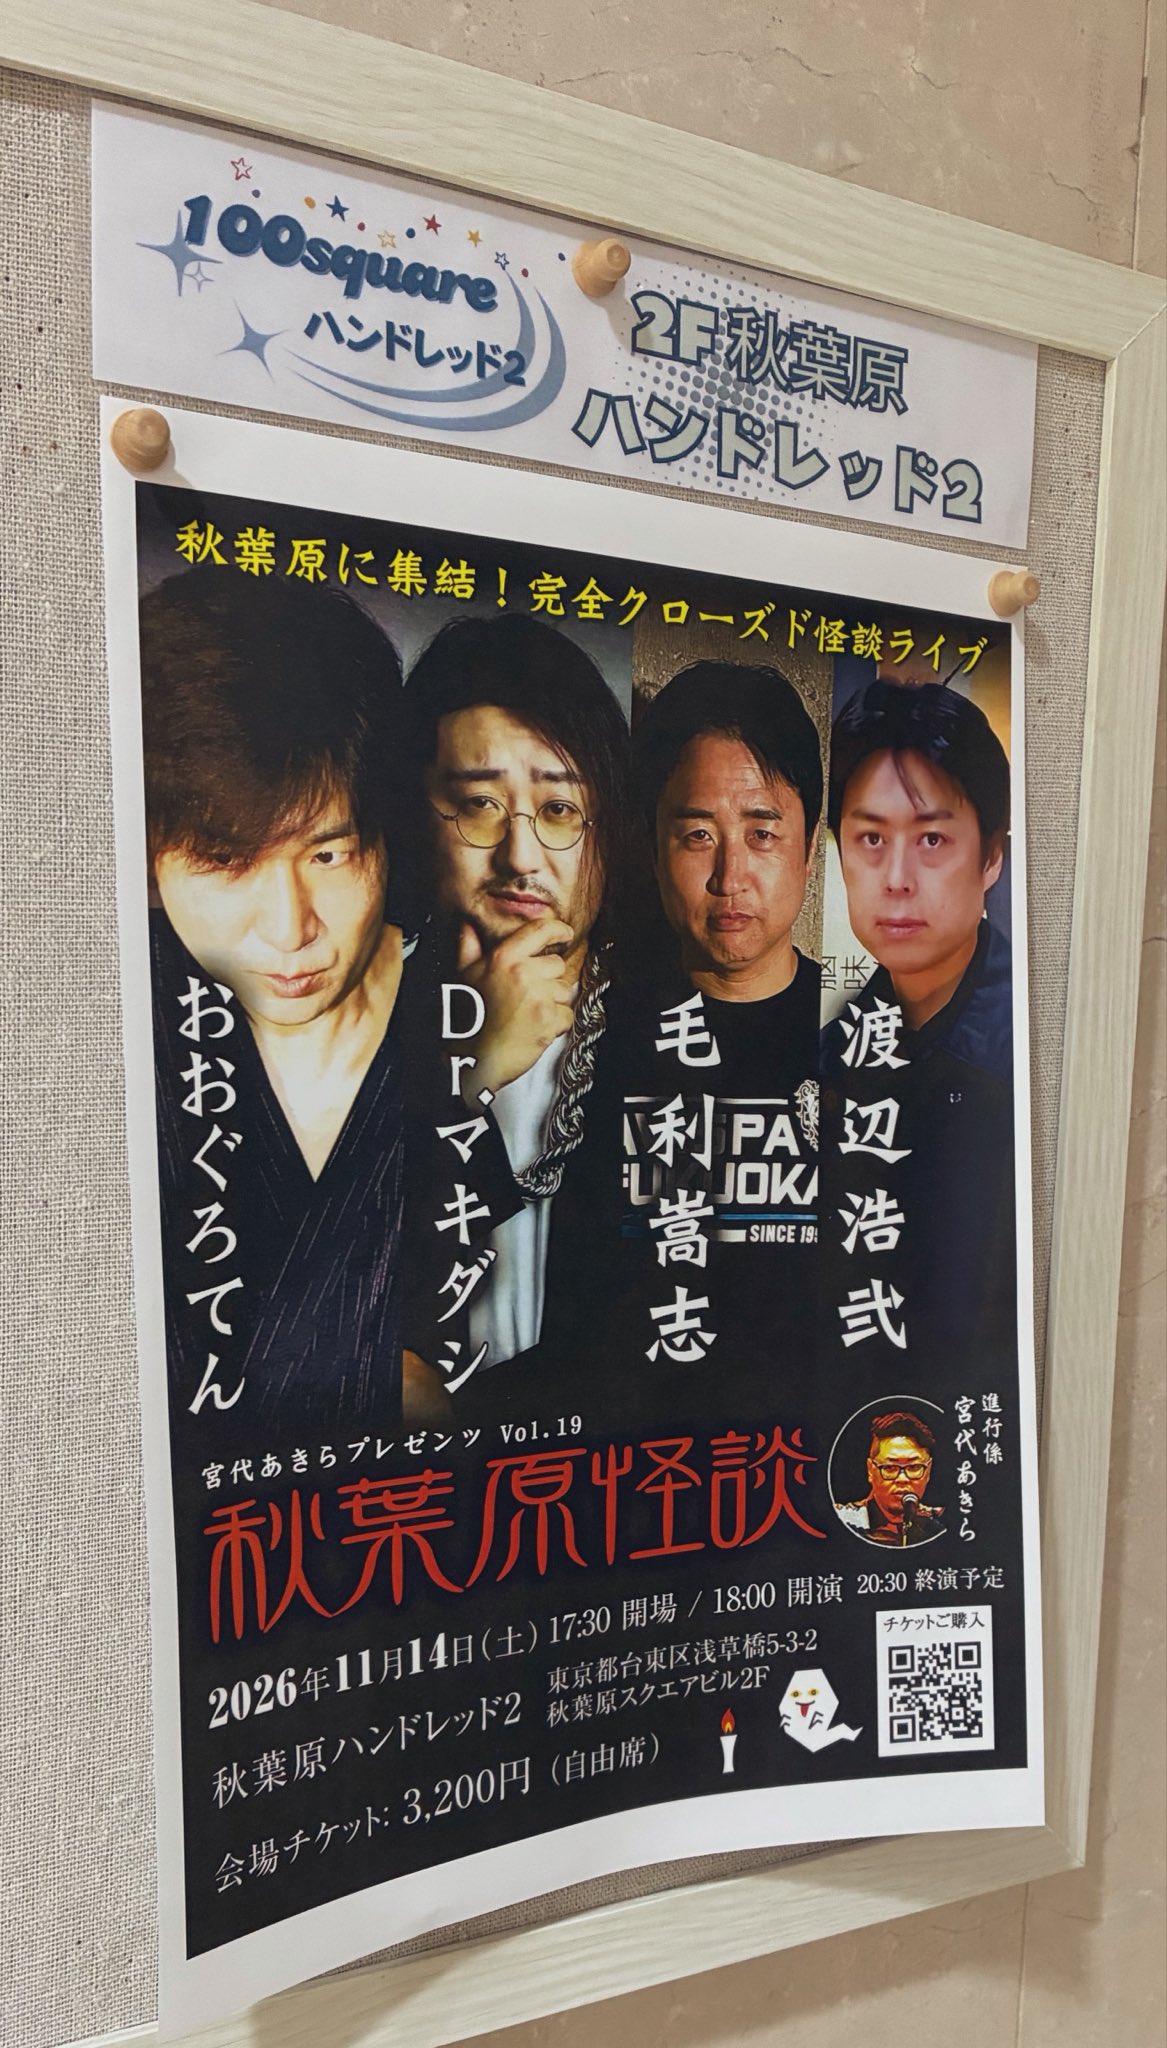 100square
ハンドレッド2
2F 秋葉原
ハンドレッド2
秋葉原に集結！完全クローズド怪談ライブ
おおぐろてん
Dr.マキダシ
毛利嵩志
渡辺浩弐
SPA
FUKUOKA
SINCE 199
宮代あきらプレゼンツ Vol.19
秋葉原怪談
進行係
宮代あきら
2026年11月14日（土）17:30 開場 / 18:00 開演 20:30 終演予定
秋葉原ハンドレッド2
東京都台東区浅草橋5-3-2
秋葉原スクエアビル2F
会場チケット: 3,200円（自由席）
チケットご購入